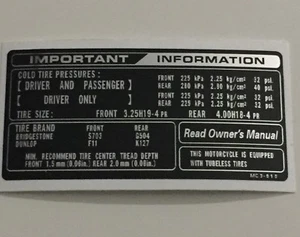 IMPORTANT INFORMATION
COLD TIRE PRESSURES:
[ DRIVER AND PASSENGER ] FRONT 225 kPa 2.25 kg/cm² 32 psi
REAR 280 kPa 2.80 kg/cm² 40 psi
[ DRIVER ONLY ] FRONT 225 kPa 2.25 kg/cm² 32 psi
REAR 225 kPa 2.25 kg/cm² 32 psi
TIRE SIZE: FRONT 3.25H19-4 PR REAR 4.00H18-4 PR
TIRE BRAND FRONT REAR
BRIDGESTONE S703 G504
DUNLOP F11 K127
MIN. RECOMMEND TIRE CENTER TREAD DEPTH
FRONT 1.5 mm (0.06in.) REAR 2.0 mm (0.08in.)
Read Owner's Manual
THIS MOTORCYCLE IS EQUIPPED
WITH TUBELESS TIRES